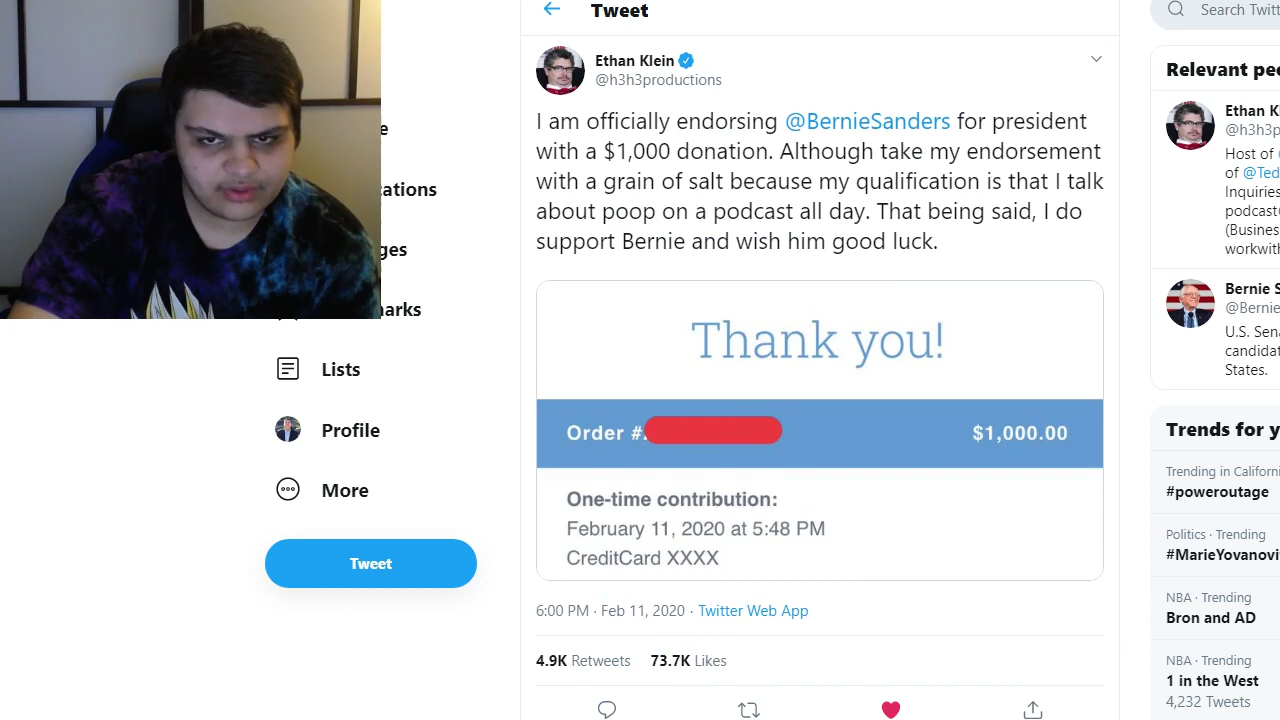 Tweet
Search Twitt
Ethan Klein
@h3h3productions
I am officially endorsing @BernieSanders for president
with a $1,000 donation. Although take my endorsement
with a grain of salt because my qualification is that I talk
about poop on a podcast all day. That being said, I do
support Bernie and wish him good luck.
Thank you!
Order #
$1,000.00
One-time contribution:
February 11, 2020 at 5:48 PM
CreditCard XXXX
6:00 PM · Feb 11, 2020 · Twitter Web App
4.9K Retweets 73.7K Likes
e
ations
ges
arks
Lists
Profile
More
Tweet
Relevant peo
Ethan K
@h3h3p
Host of
of @Ted
Inquiries
podcast
(Busines
workwith
Bernie S
@Bernie
U.S. Sena
candidat
States.
Trends for y
Trending in Californi
#poweroutage
Politics · Trending
#MarieYovanovi
NBA · Trending
Bron and AD
NBA · Trending
1 in the West
4,232 Tweets